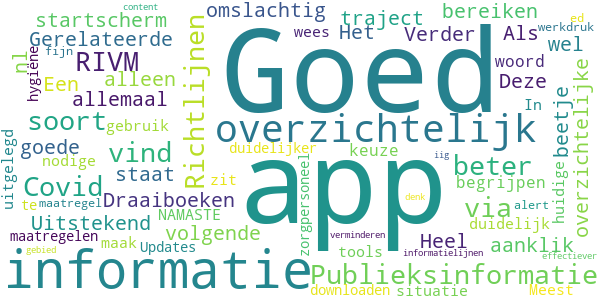 content
omslachtig
bereiken
ed
startscherm
traject
Als
werkdruk
Gerelateerde
fijn
wees
Het
Verder
wel
nl
RIVM
Goed
woord
Een
alleen
Deze
hygiëne
allemaal
Richtlijnen
In
beetje
soort
gebruik
overzichtelijk
overzichtelijke
uitgelegd
goede
vind
duidelijker
keuze
beter
nodige
zorgpersoneel
iig
Covid
staat
zit
app
via
begrijpen
huidige
te
maatregel
Draaiboeken
denk
Uitstekend
NAMASTE
alert
duidelijk
maatregelen
volgende
verminderen
Heel
aanklik
maak
Updates
tools
informatielijnen
effectiever
gebied
informatie
Publieksinformatie
downloaden
situatie
Meest